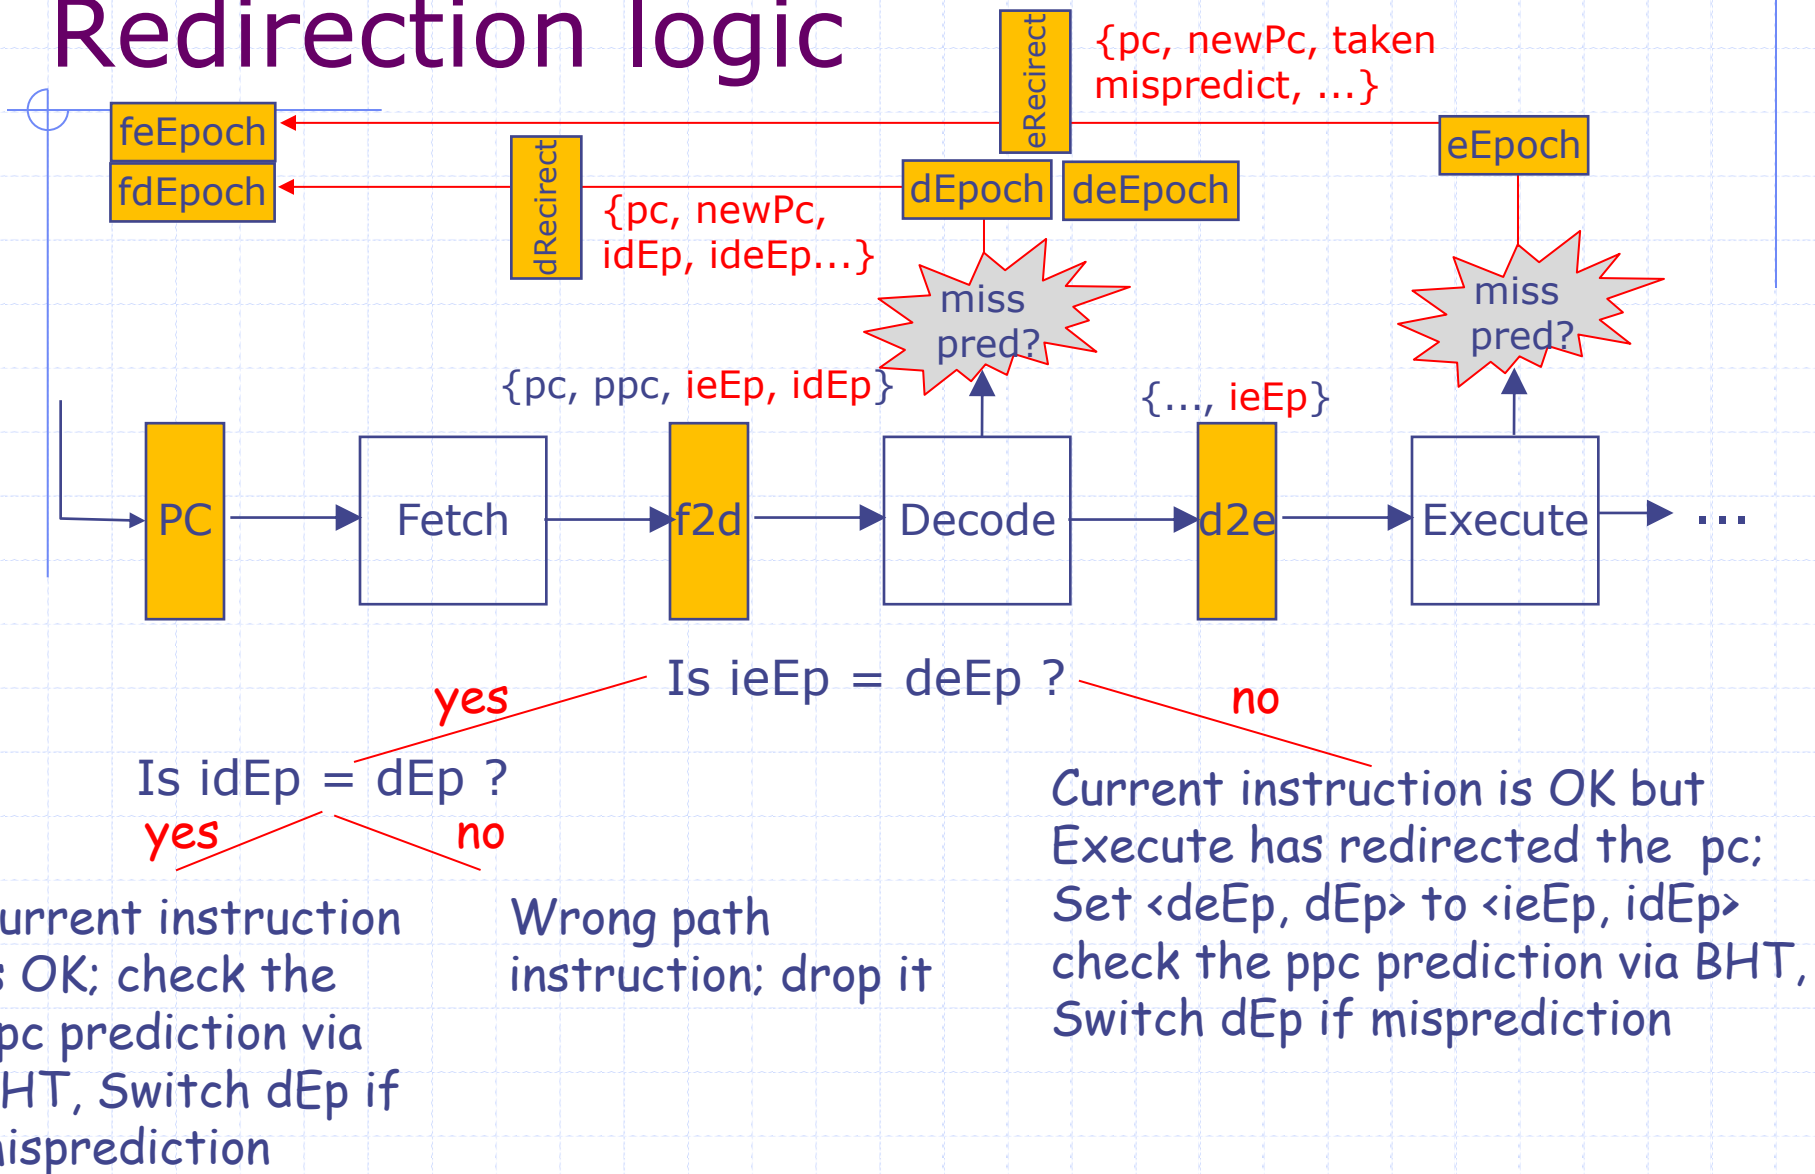 Redirection logic
eRecirect
{pc, newPc, taken
mispredict, ...}
feEpoch
eEpoch
fdEpoch
dRecirect
dEpoch
deEpoch
{pc, newPc,
idEp, ideEp...}
miss
pred?
miss
pred?
{pc, ppc, ieEp, idEp}
{..., ieEp}
PC
Fetch
f2d
Decode
d2e
Execute
...
Is ieEp = deEp ?
yes
no
Is idEp = dEp ?
yes
no
Current instruction is OK but
Execute has redirected the pc;
Set <deEp, dEp> to <ieEp, idEp>
check the ppc prediction via BHT,
Switch dEp if misprediction
urrent instruction
s OK; check the
pc prediction via
HT, Switch dEp if
isprediction
Wrong path
instruction; drop it